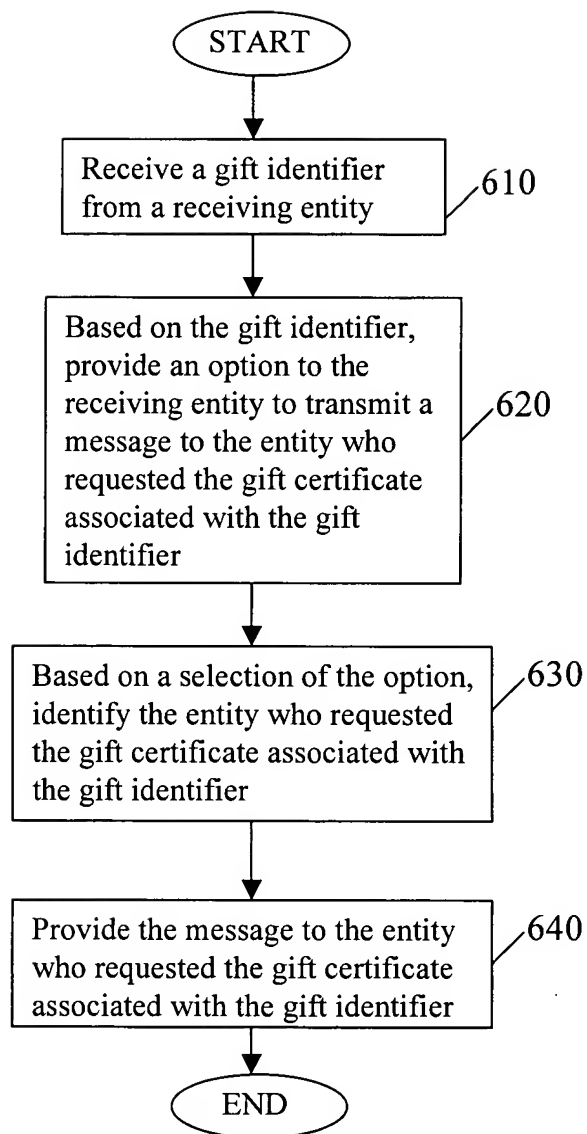 START
Receive a gift identifier
from a receiving entity
610
Based on the gift identifier,
provide an option to the
receiving entity to transmit a
message to the entity who
requested the gift certificate
associated with the gift
identifier
620
Based on a selection of the option,
identify the entity who requested
the gift certificate associated with
the gift identifier
630
Provide the message to the entity
who requested the gift certificate
associated with the gift identifier
640
END